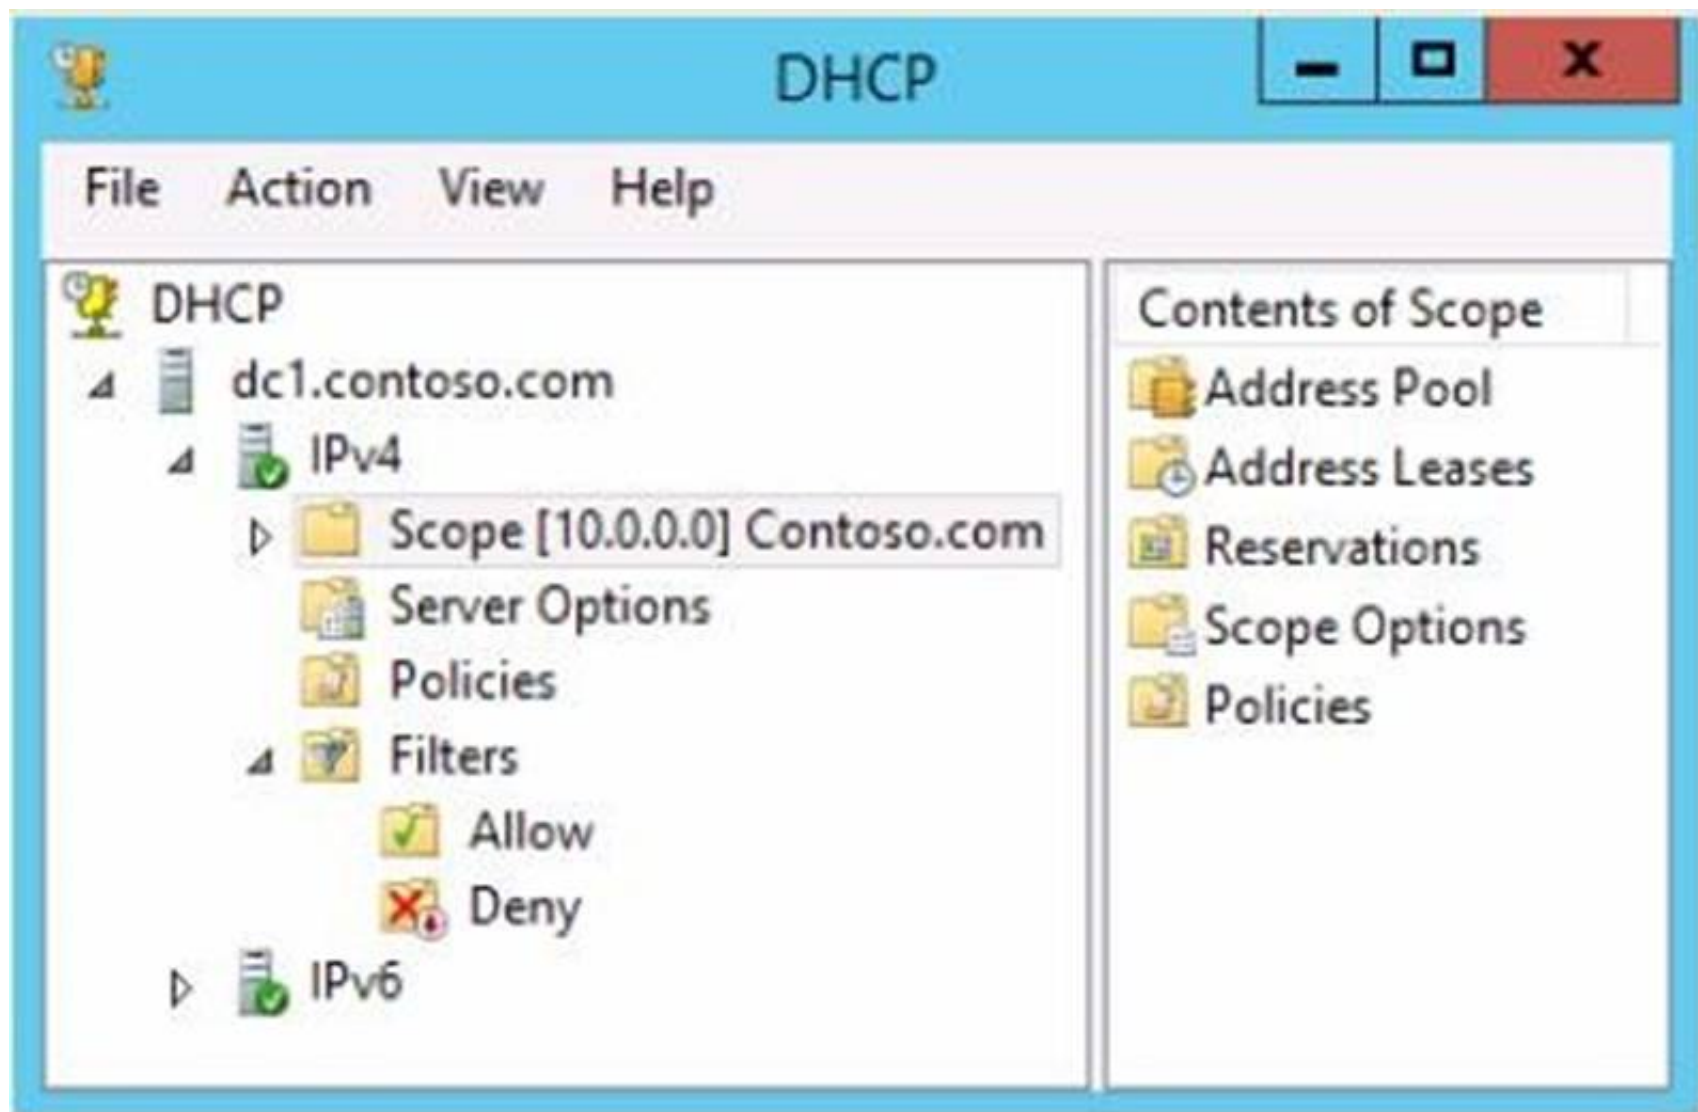 DHCP
File Action View Help
DHCP
dc1.contoso.com
IPv4
Scope [10.0.0.0] Contoso.com
Server Options
Policies
Filters
Allow
Deny
IPv6
Contents of Scope
Address Pool
Address Leases
Reservations
Scope Options
Policies